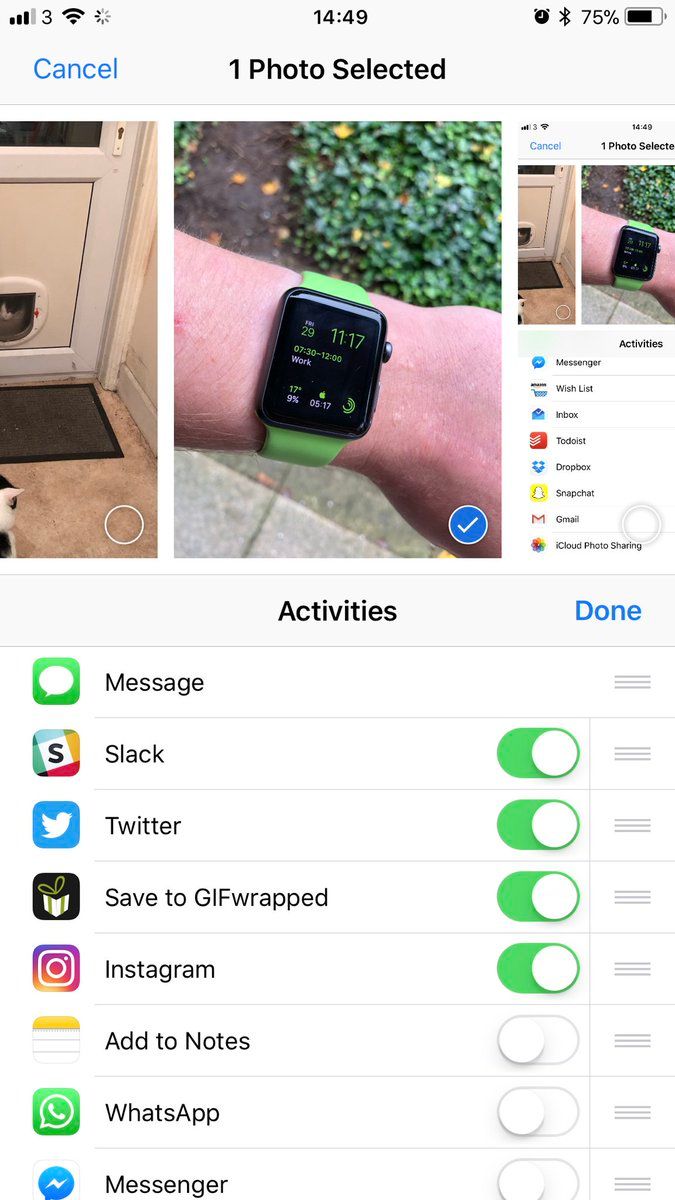 3
14:49
75%
Cancel
1 Photo Selected
FRI
29
11:17
07:30-12:00
Work
17°
9%
05:17
3
14:49
Cancel
1 Photo Selecte
Activities
Messenger
amazon
Wish List
Inbox
Todoist
Dropbox
Snapchat
Gmail
iCloud Photo Sharing
Activities
Done
Message
S
Slack
Twitter
Save to GIFwrapped
Instagram
Add to Notes
WhatsApp
Messenger